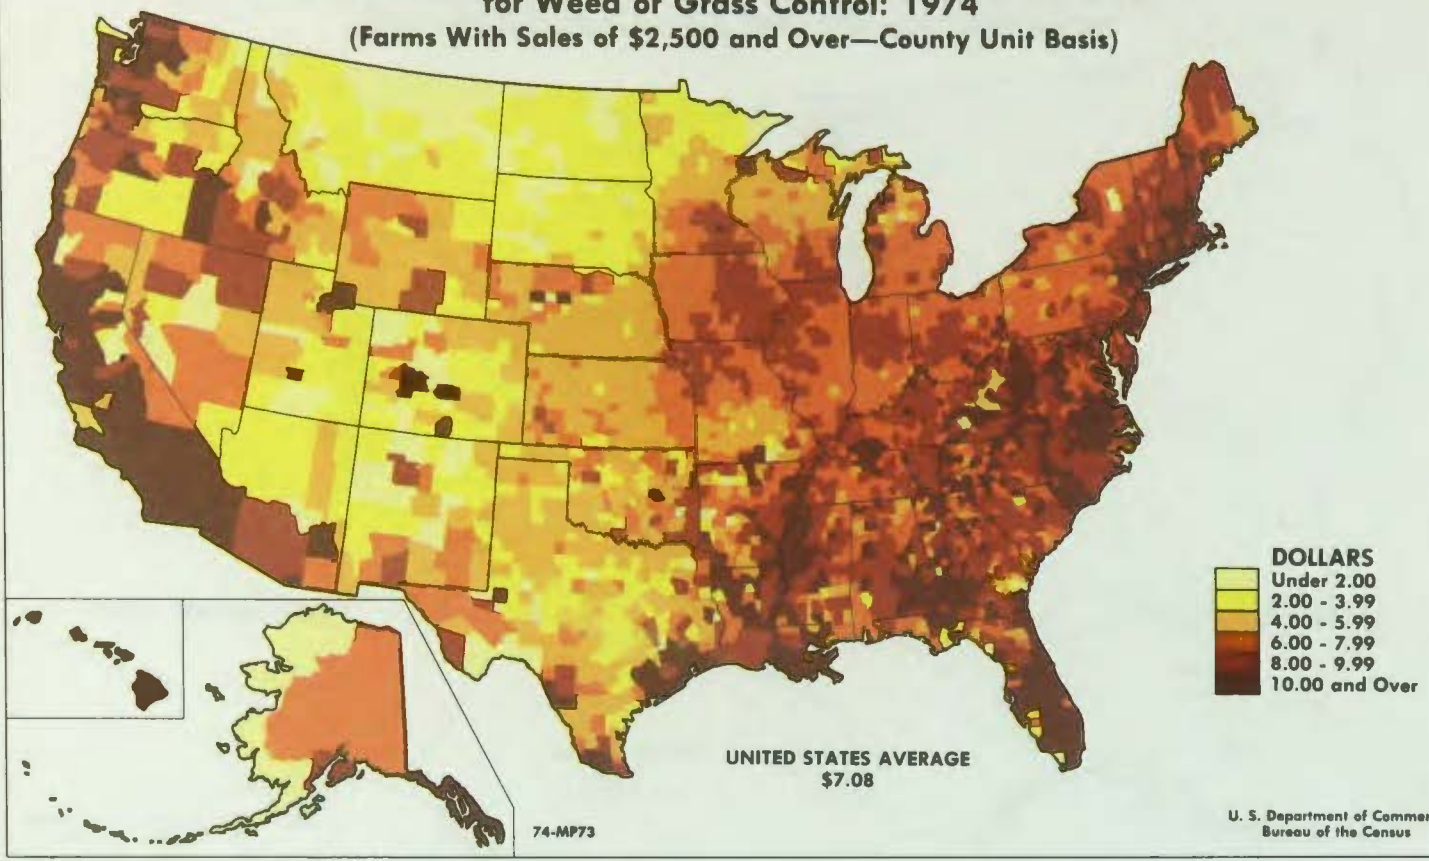 for Weed or Grass Control: 1974
(Farms With Sales of $2,500 and Over—County Unit Basis)
DOLLARS
Under 2.00
2.00 - 3.99
4.00 - 5.99
6.00 - 7.99
8.00 - 9.99
10.00 and Over
UNITED STATES AVERAGE
$7.08
74-MP73
U. S. Department of Commer
Bureau of the Census